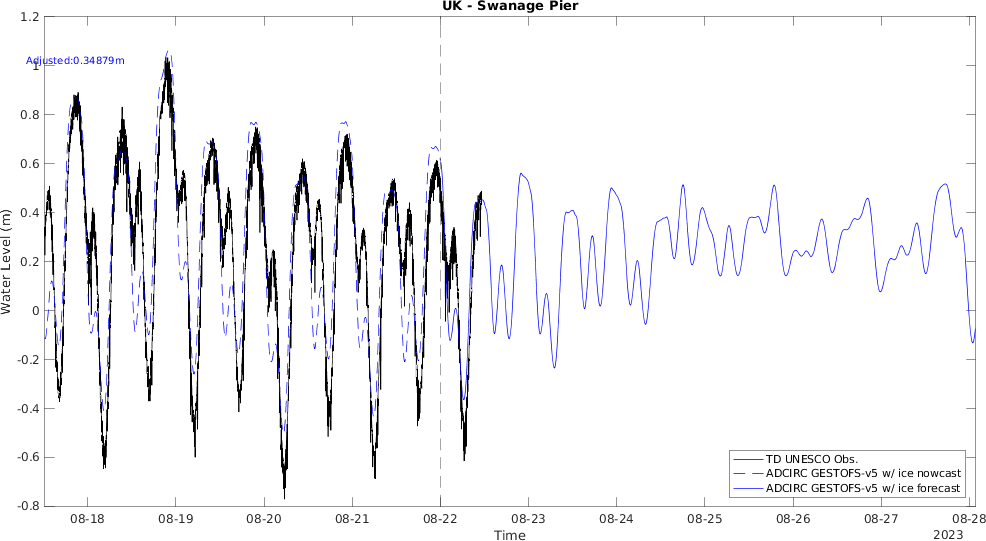 UK - Swanage Pier
1.2
1
Adjusted:0.34879m
0.8
0.6
0.4
0.2
0
-0.2
-0.4
-0.6
-0.8
Water Level (m)
TD UNESCO Obs.
ADCIRC GESTOFS-v5 w/ ice nowcast
ADCIRC GESTOFS-v5 w/ ice forecast
08-18 08-19 08-20 08-21 08-22 08-23 08-24 08-25 08-26 08-27 08-28
Time
2023